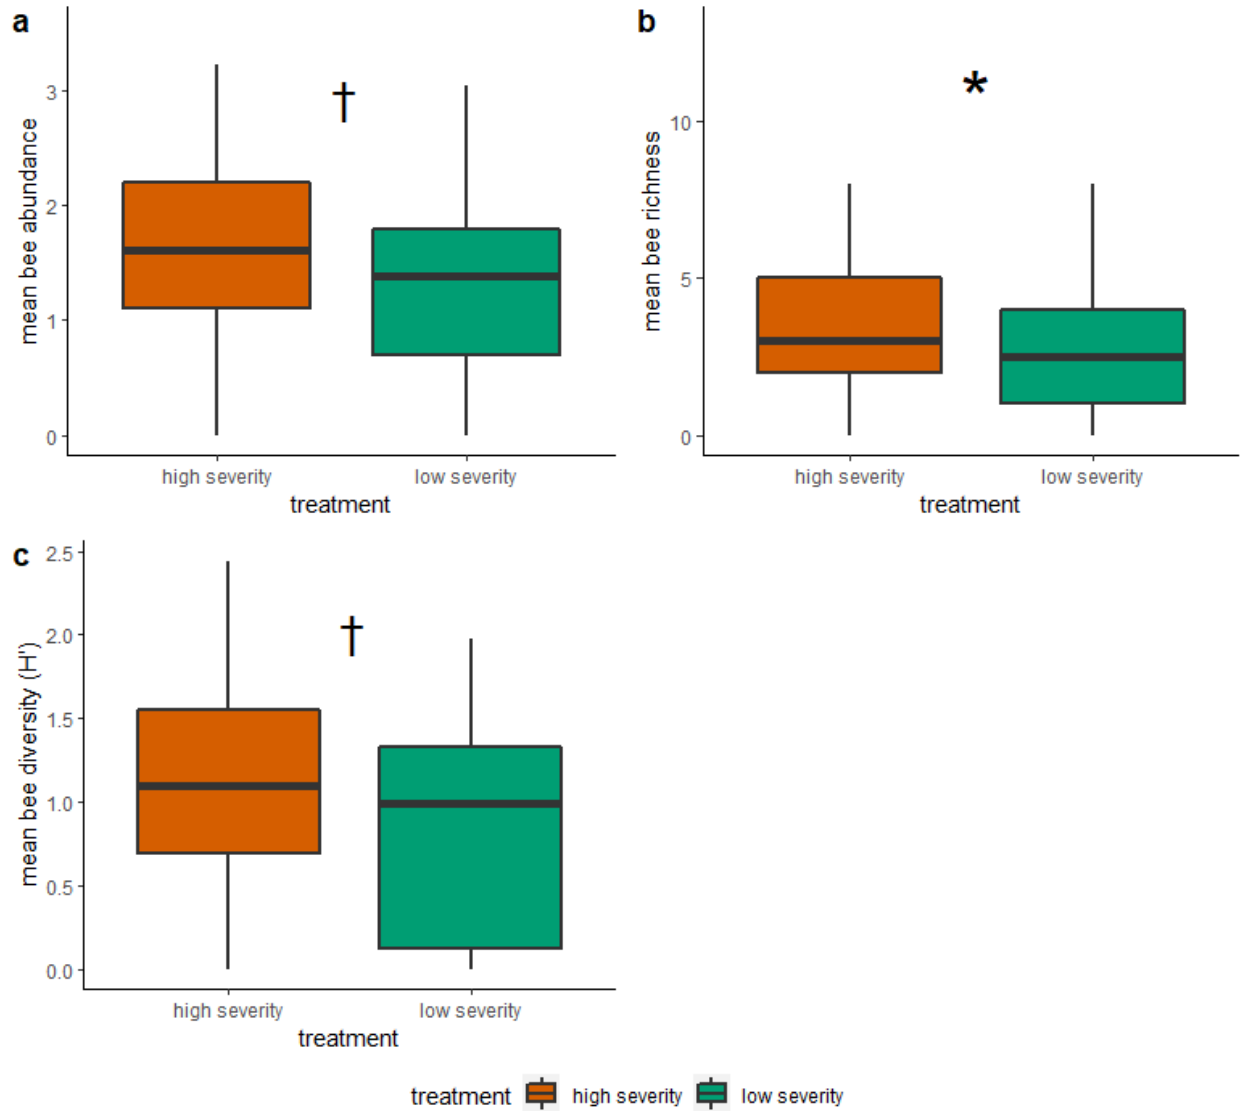 a
mean bee abundance
3
2
1
0
†
high severity
low severity
treatment
b
mean bee richness
10
5
0
*
high severity
low severity
treatment
c
mean bee diversity (H')
2.5
2.0
1.5
1.0
0.5
0.0
†
high severity
low severity
treatment
treatment high severity low severity